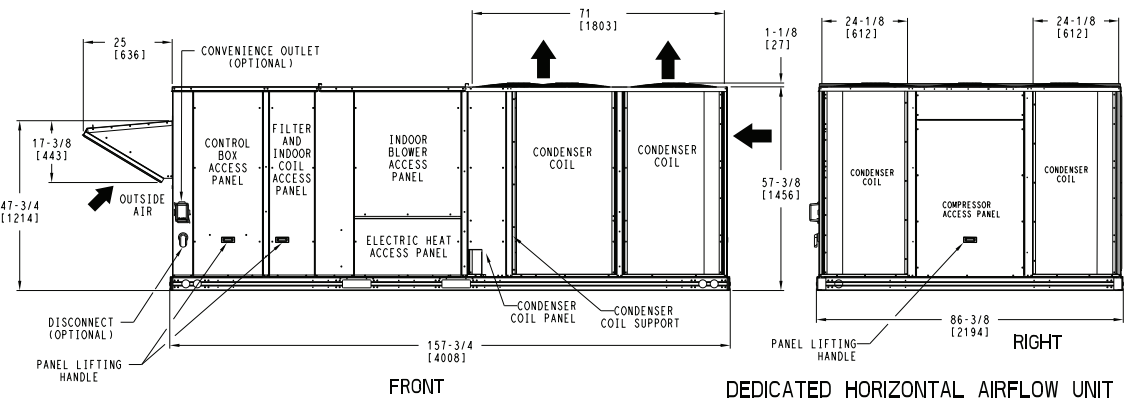 71
[1803]
24-1/8
[612]
24-1/8
[612]
1-1/8
[27]
25
[636]
CONVENIENCE OUTLET
(OPTIONAL)
17-3/8
[443]
CONTROL
BOX
ACCESS
PANEL
FILTER
AND
INDOOR
COIL
ACCESS
PANEL
INDOOR
BLOWER
ACCESS
PANEL
CONDENSER
COIL
CONDENSER
COIL
CONDENSER
COIL
CONDENSER
COIL
57-3/8
[1456]
47-3/4
[1214]
OUTSIDE
AIR
COMPRESSOR
ACCESS PANEL
ELECTRIC HEAT
ACCESS PANEL
DISCONNECT
(OPTIONAL)
CONDENSER
COIL PANEL
CONDENSER
COIL SUPPORT
86-3/8
[2194]
157-3/4
[4008]
PANEL LIFTING
HANDLE
PANEL LIFTING
HANDLE
RIGHT
FRONT
DEDICATED HORIZONTAL AIRFLOW UNIT